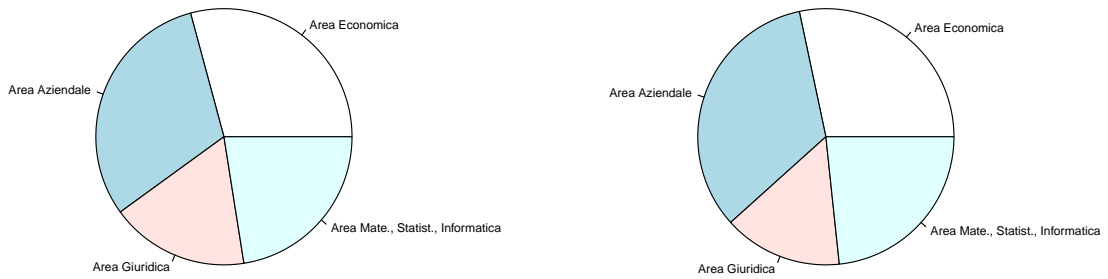 Area Economica
Area Aziendale
Area Giuridica
Area Mate., Statist., Informatica
Area Economica
Area Aziendale
Area Giuridica
Area Mate., Statist., Informatica